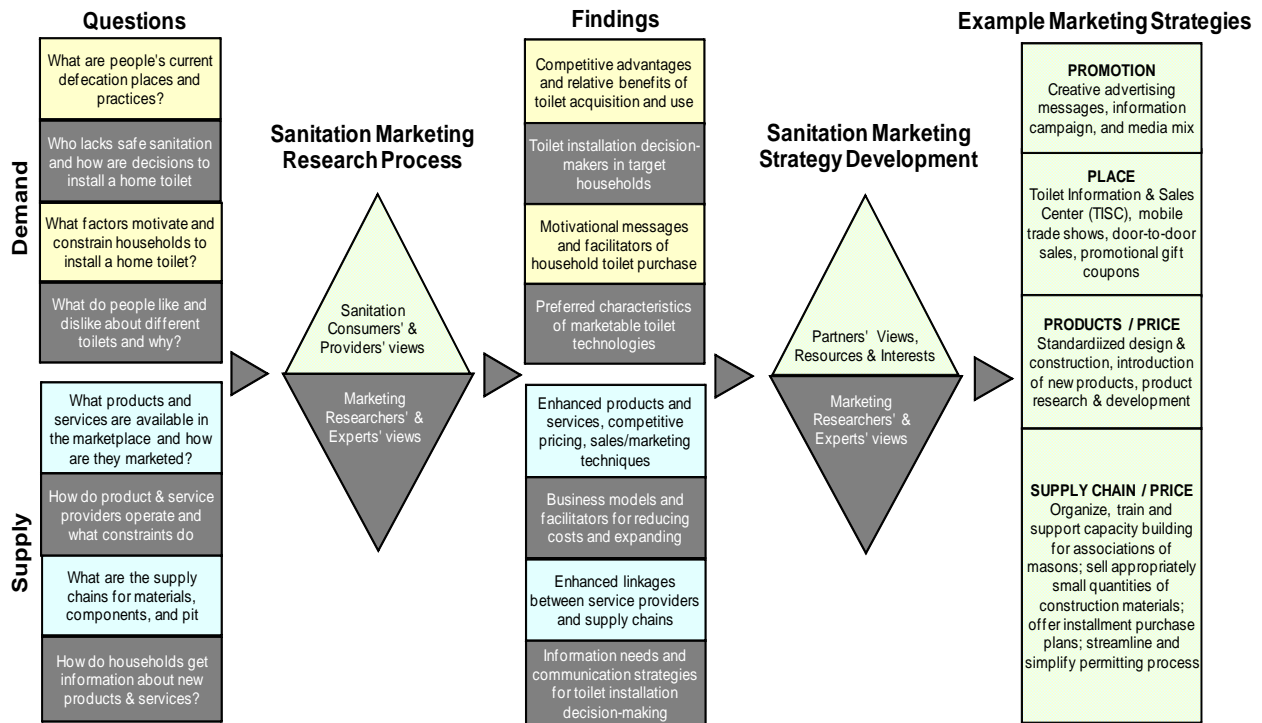 Questions
Demand
What are people's current
defecation places and
practices?
Who lacks safe sanitation
and how are decisions to
install a home toilet
What factors motivate and
constrain households to
install a home toilet?
What do people like and
dislike about different
toilets and why?
Supply
What products and
services are available in
the marketplace and how
are they marketed?
How do product & service
providers operate and
what constraints do
What are the supply
chains for materials,
components, and pit
How do households get
information about new
products & services?
Sanitation Marketing
Research Process
Sanitation
Consumers' &
Providers' views
Marketing
Researchers' &
Experts' views
Findings
Competitive advantages
and relative benefits of
toilet acquisition and use
Toilet installation decision-
makers in target
households
Motivational messages
and facilitators of
household toilet purchase
Preferred characteristics
of marketable toilet
technologies
Enhanced products and
services, competitive
pricing, sales/marketing
techniques
Business models and
facilitators for reducing
costs and expanding
Enhanced linkages
between service providers
and supply chains
Information needs and
communication strategies
for toilet installation
decision-making
Sanitation Marketing
Strategy Development
Partners' Views,
Resources & Interests
Marketing
Researchers' &
Experts' views
Example Marketing Strategies
PROMOTION
Creative advertising
messages, information
campaign, and media mix
PLACE
Toilet Information & Sales
Center (TISC), mobile
trade shows, door-to-door
sales, promotional gift
coupons
PRODUCTS / PRICE
Standardiized design &
construction, introduction
of new products, product
research & development
SUPPLY CHAIN / PRICE
Organize, train and
support capacity building
for associations of
masons; sell appropriately
small quantities of
construction materials;
offer installment purchase
plans; streamline and
simplify permitting process